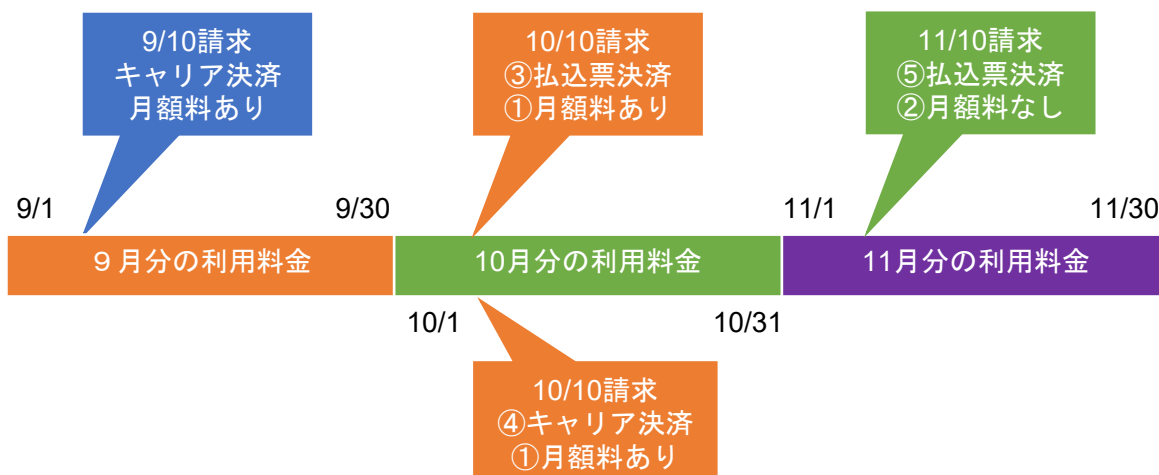 9/10請求
キャリア決済
月額料あり
10/10請求
③払込票決済
①月額料あり
11/10請求
⑤払込票決済
②月額料なし
9/1
9/30
11/1
11/30
９月分の利用料金
10月分の利用料金
11月分の利用料金
10/1
10/31
10/10請求
④キャリア決済
①月額料あり